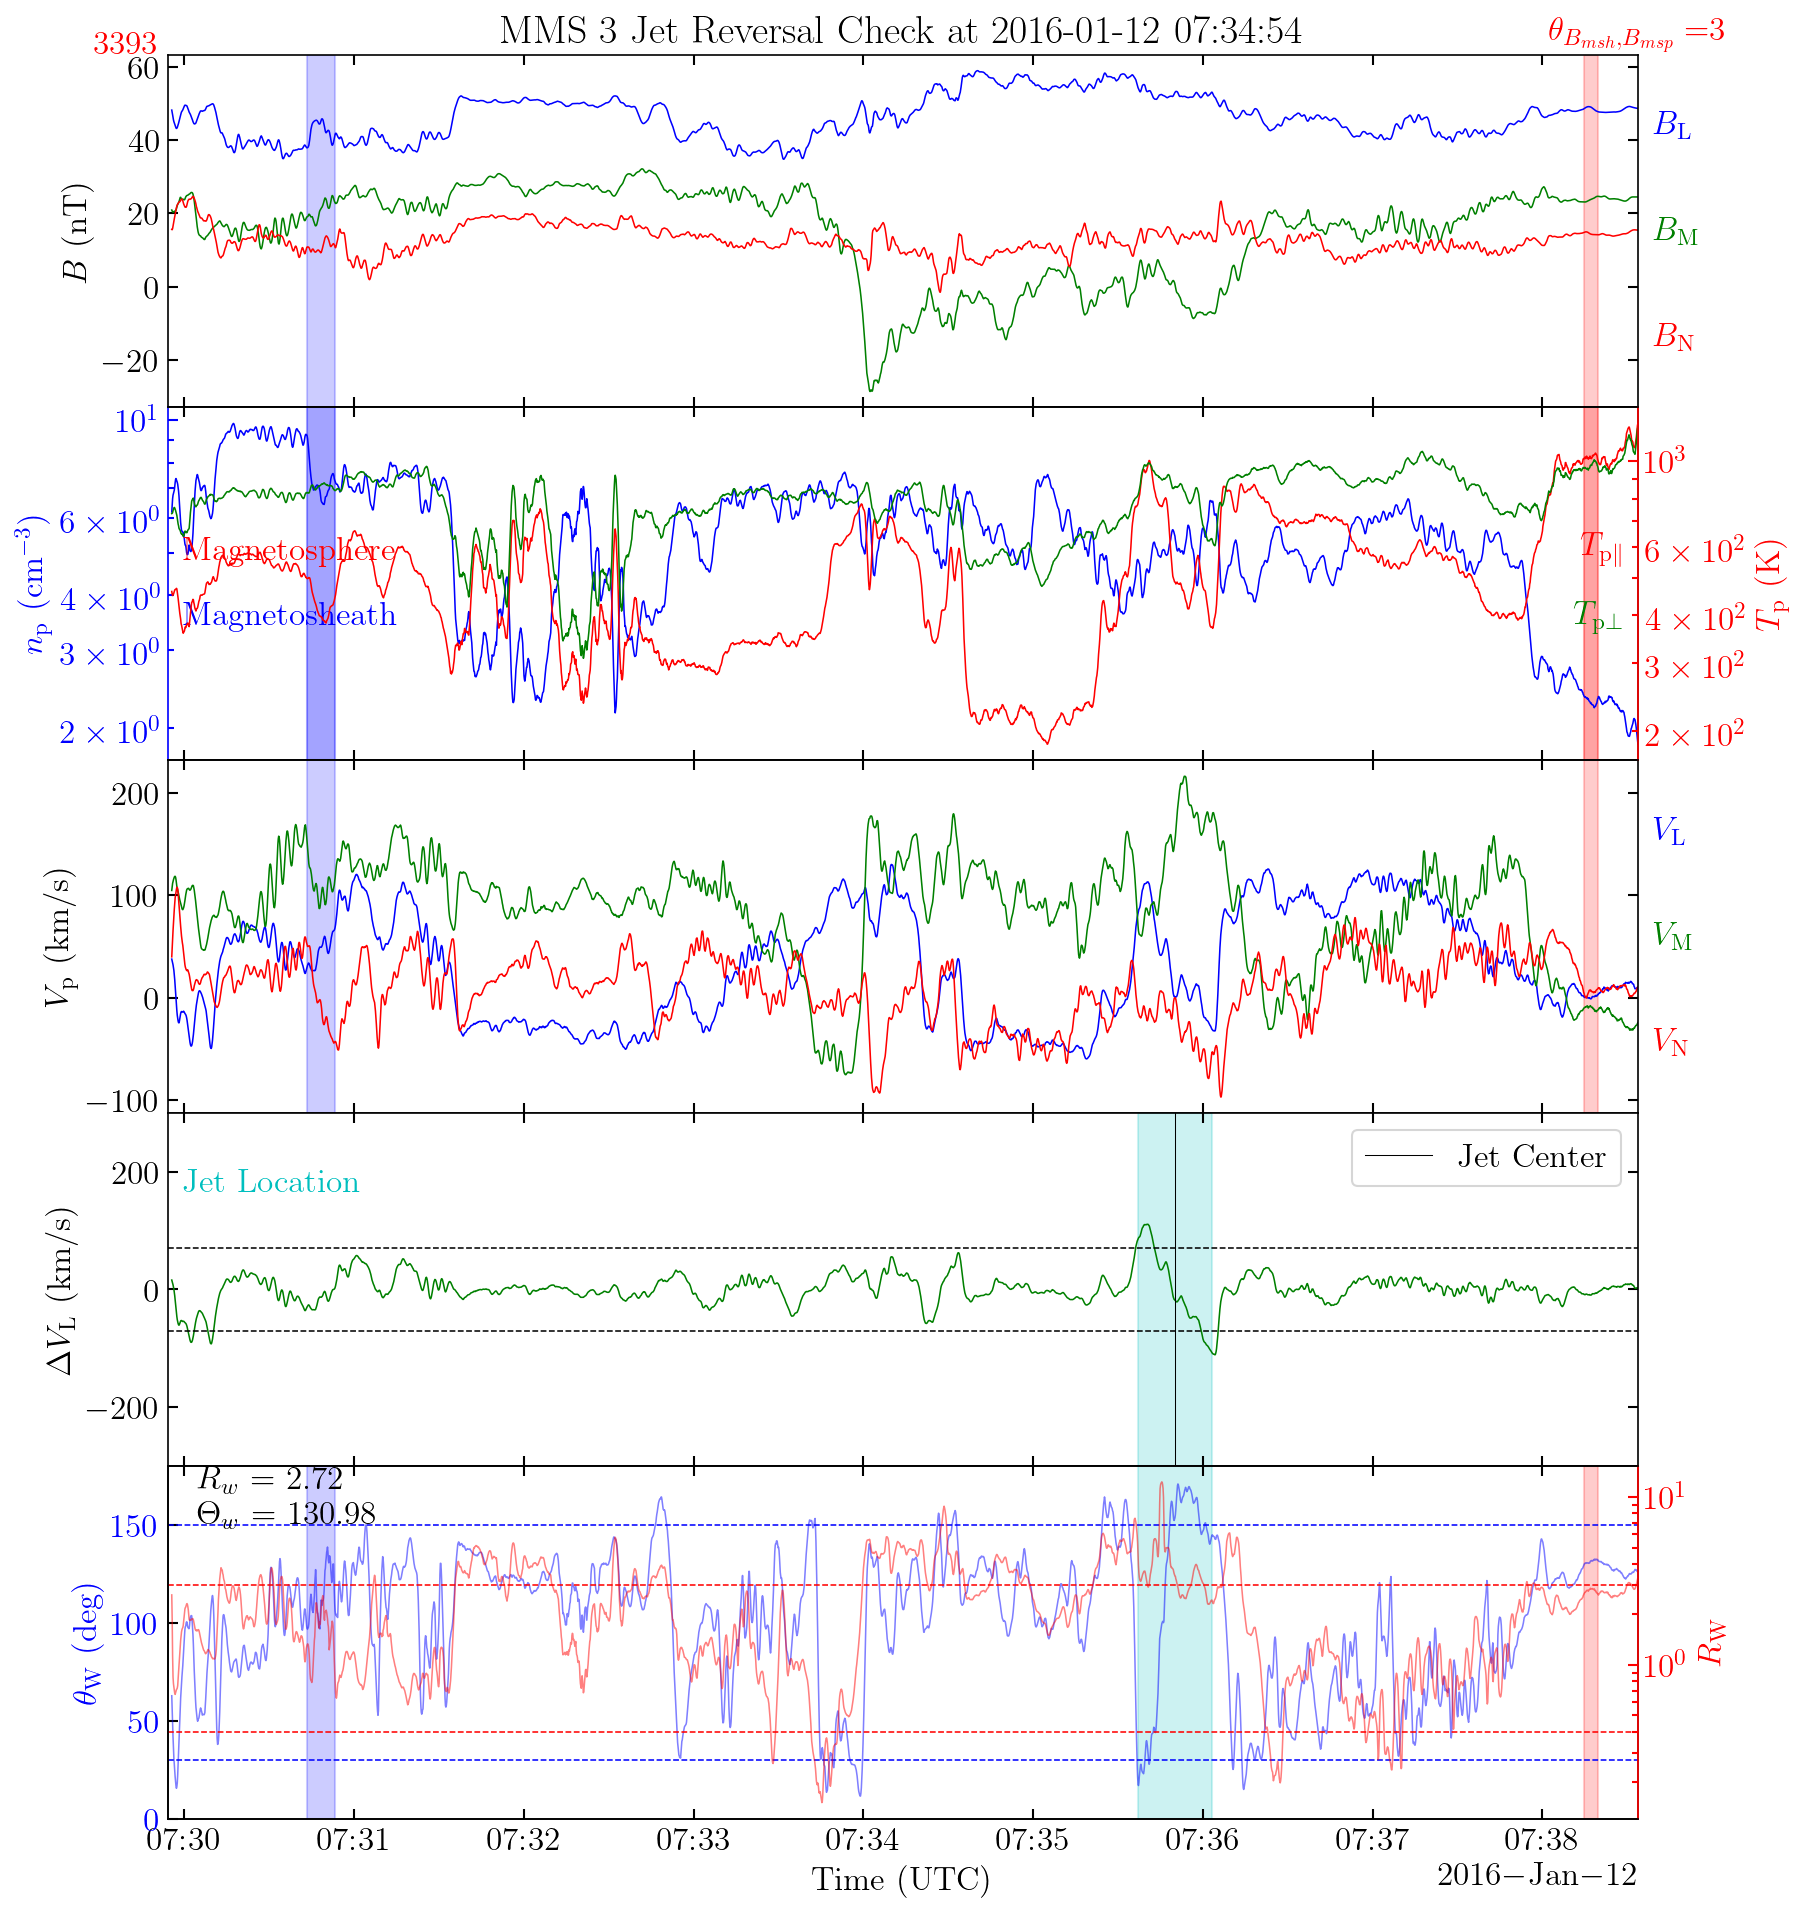 MMS 3 Jet Reversal Check at 2016-01-12 07:34:54
3393
θ_{B_{msh},B_{msp}} =3
60
40
20
0
−20
B (nT)
B_L
B_M
B_N
10^1
6 × 10^0
4 × 10^0
3 × 10^0
2 × 10^0
n_p (cm^{−3})
Magnetosphere
Magnetosheath
T_{p∥}
T_{p⊥}
10^3
6 × 10^2
4 × 10^2
3 × 10^2
2 × 10^2
T_p (K)
200
100
0
−100
V_p (km/s)
V_L
V_M
V_N
200
0
−200
ΔV_L (km/s)
Jet Location
Jet Center
R_w = 2.72
Θ_w = 130.98
150
100
50
0
θ_W (deg)
10^1
10^0
R_W
07:30 07:31 07:32 07:33 07:34 07:35 07:36 07:37 07:38
Time (UTC)
2016−Jan−12